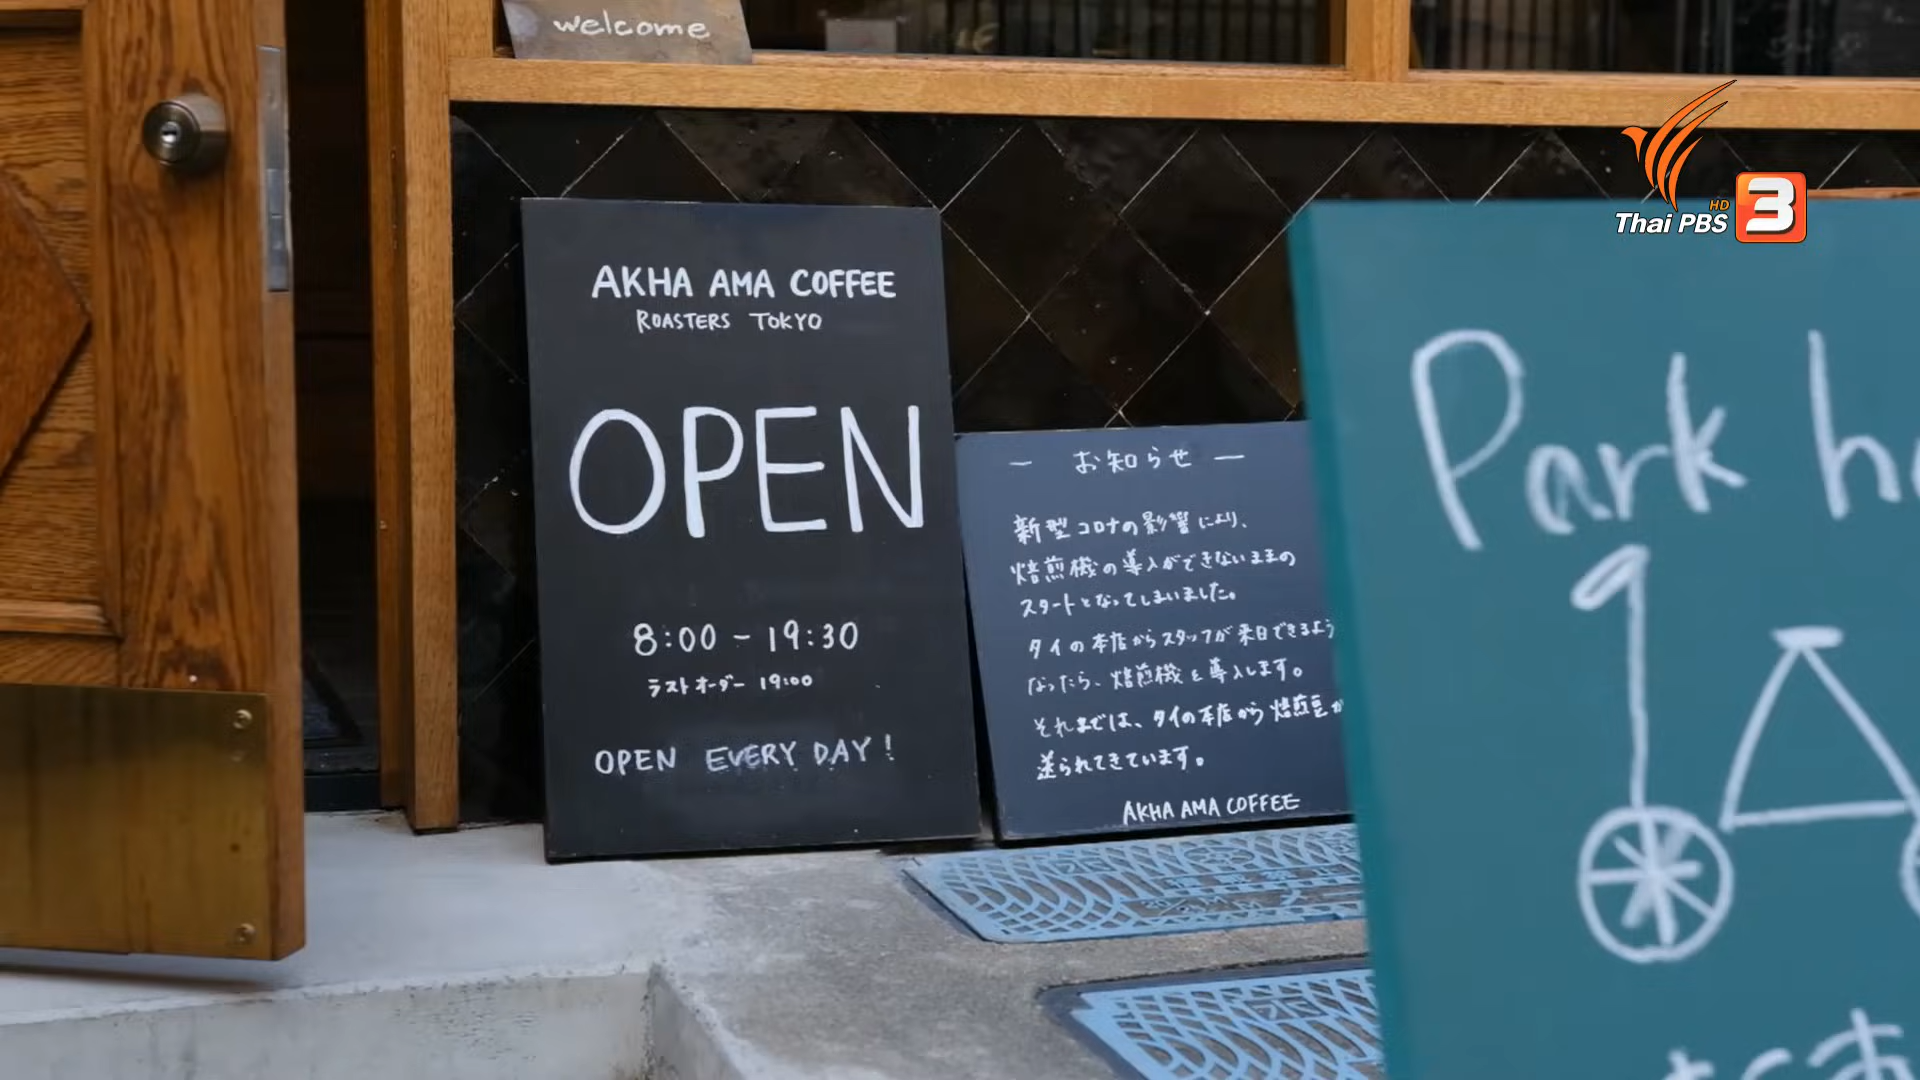 welcome
HD
Thai PBS 3
AKHA AMA COFFEE
ROASTERS TOKYO
OPEN
8:00 - 19:30
ラストオーダー 19:00
OPEN EVERY DAY!
— お知らせ —
新型コロナの影響により、
焙煎機の導入ができないままの
スタートとなってしまいました。
タイの本店からスタッフが来日できるよう
なったら、焙煎機を導入します。
それまでは、タイの本店から焙煎豆が
送られてきています。
AKHA AMA COFFEE
Park